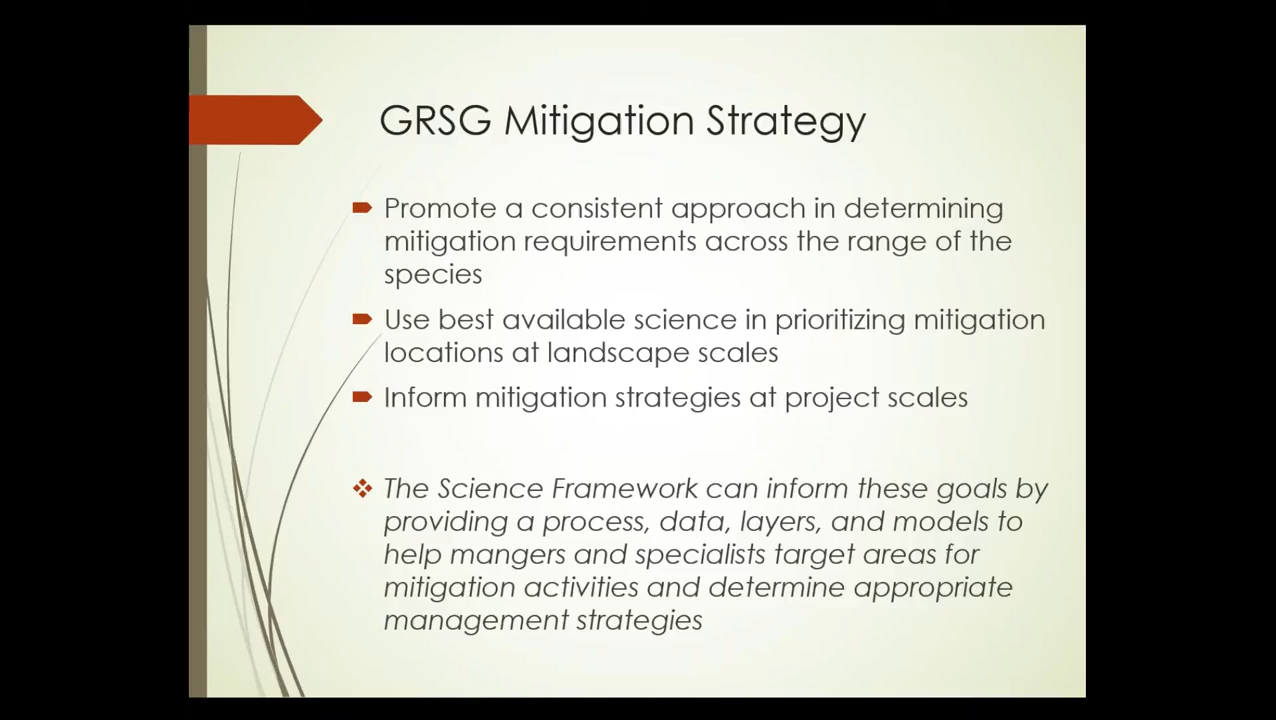 GRSG Mitigation Strategy
Promote a consistent approach in determining
mitigation requirements across the range of the
species
Use best available science in prioritizing mitigation
locations at landscape scales
Inform mitigation strategies at project scales
The Science Framework can inform these goals by
providing a process, data, layers, and models to
help mangers and specialists target areas for
mitigation activities and determine appropriate
management strategies